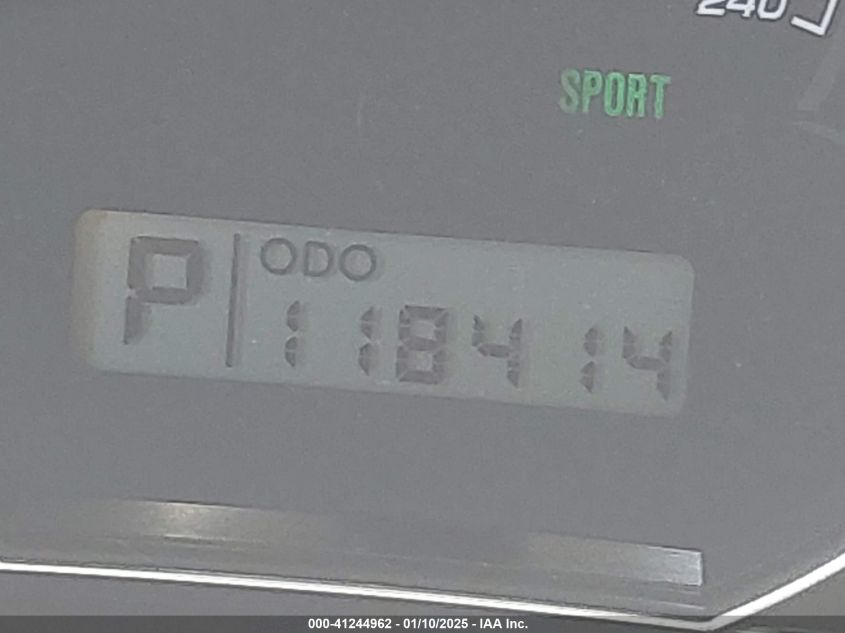 240
SPORT
P ODO
118414
000-41244962 - 01/10/2025 - IAA Inc.